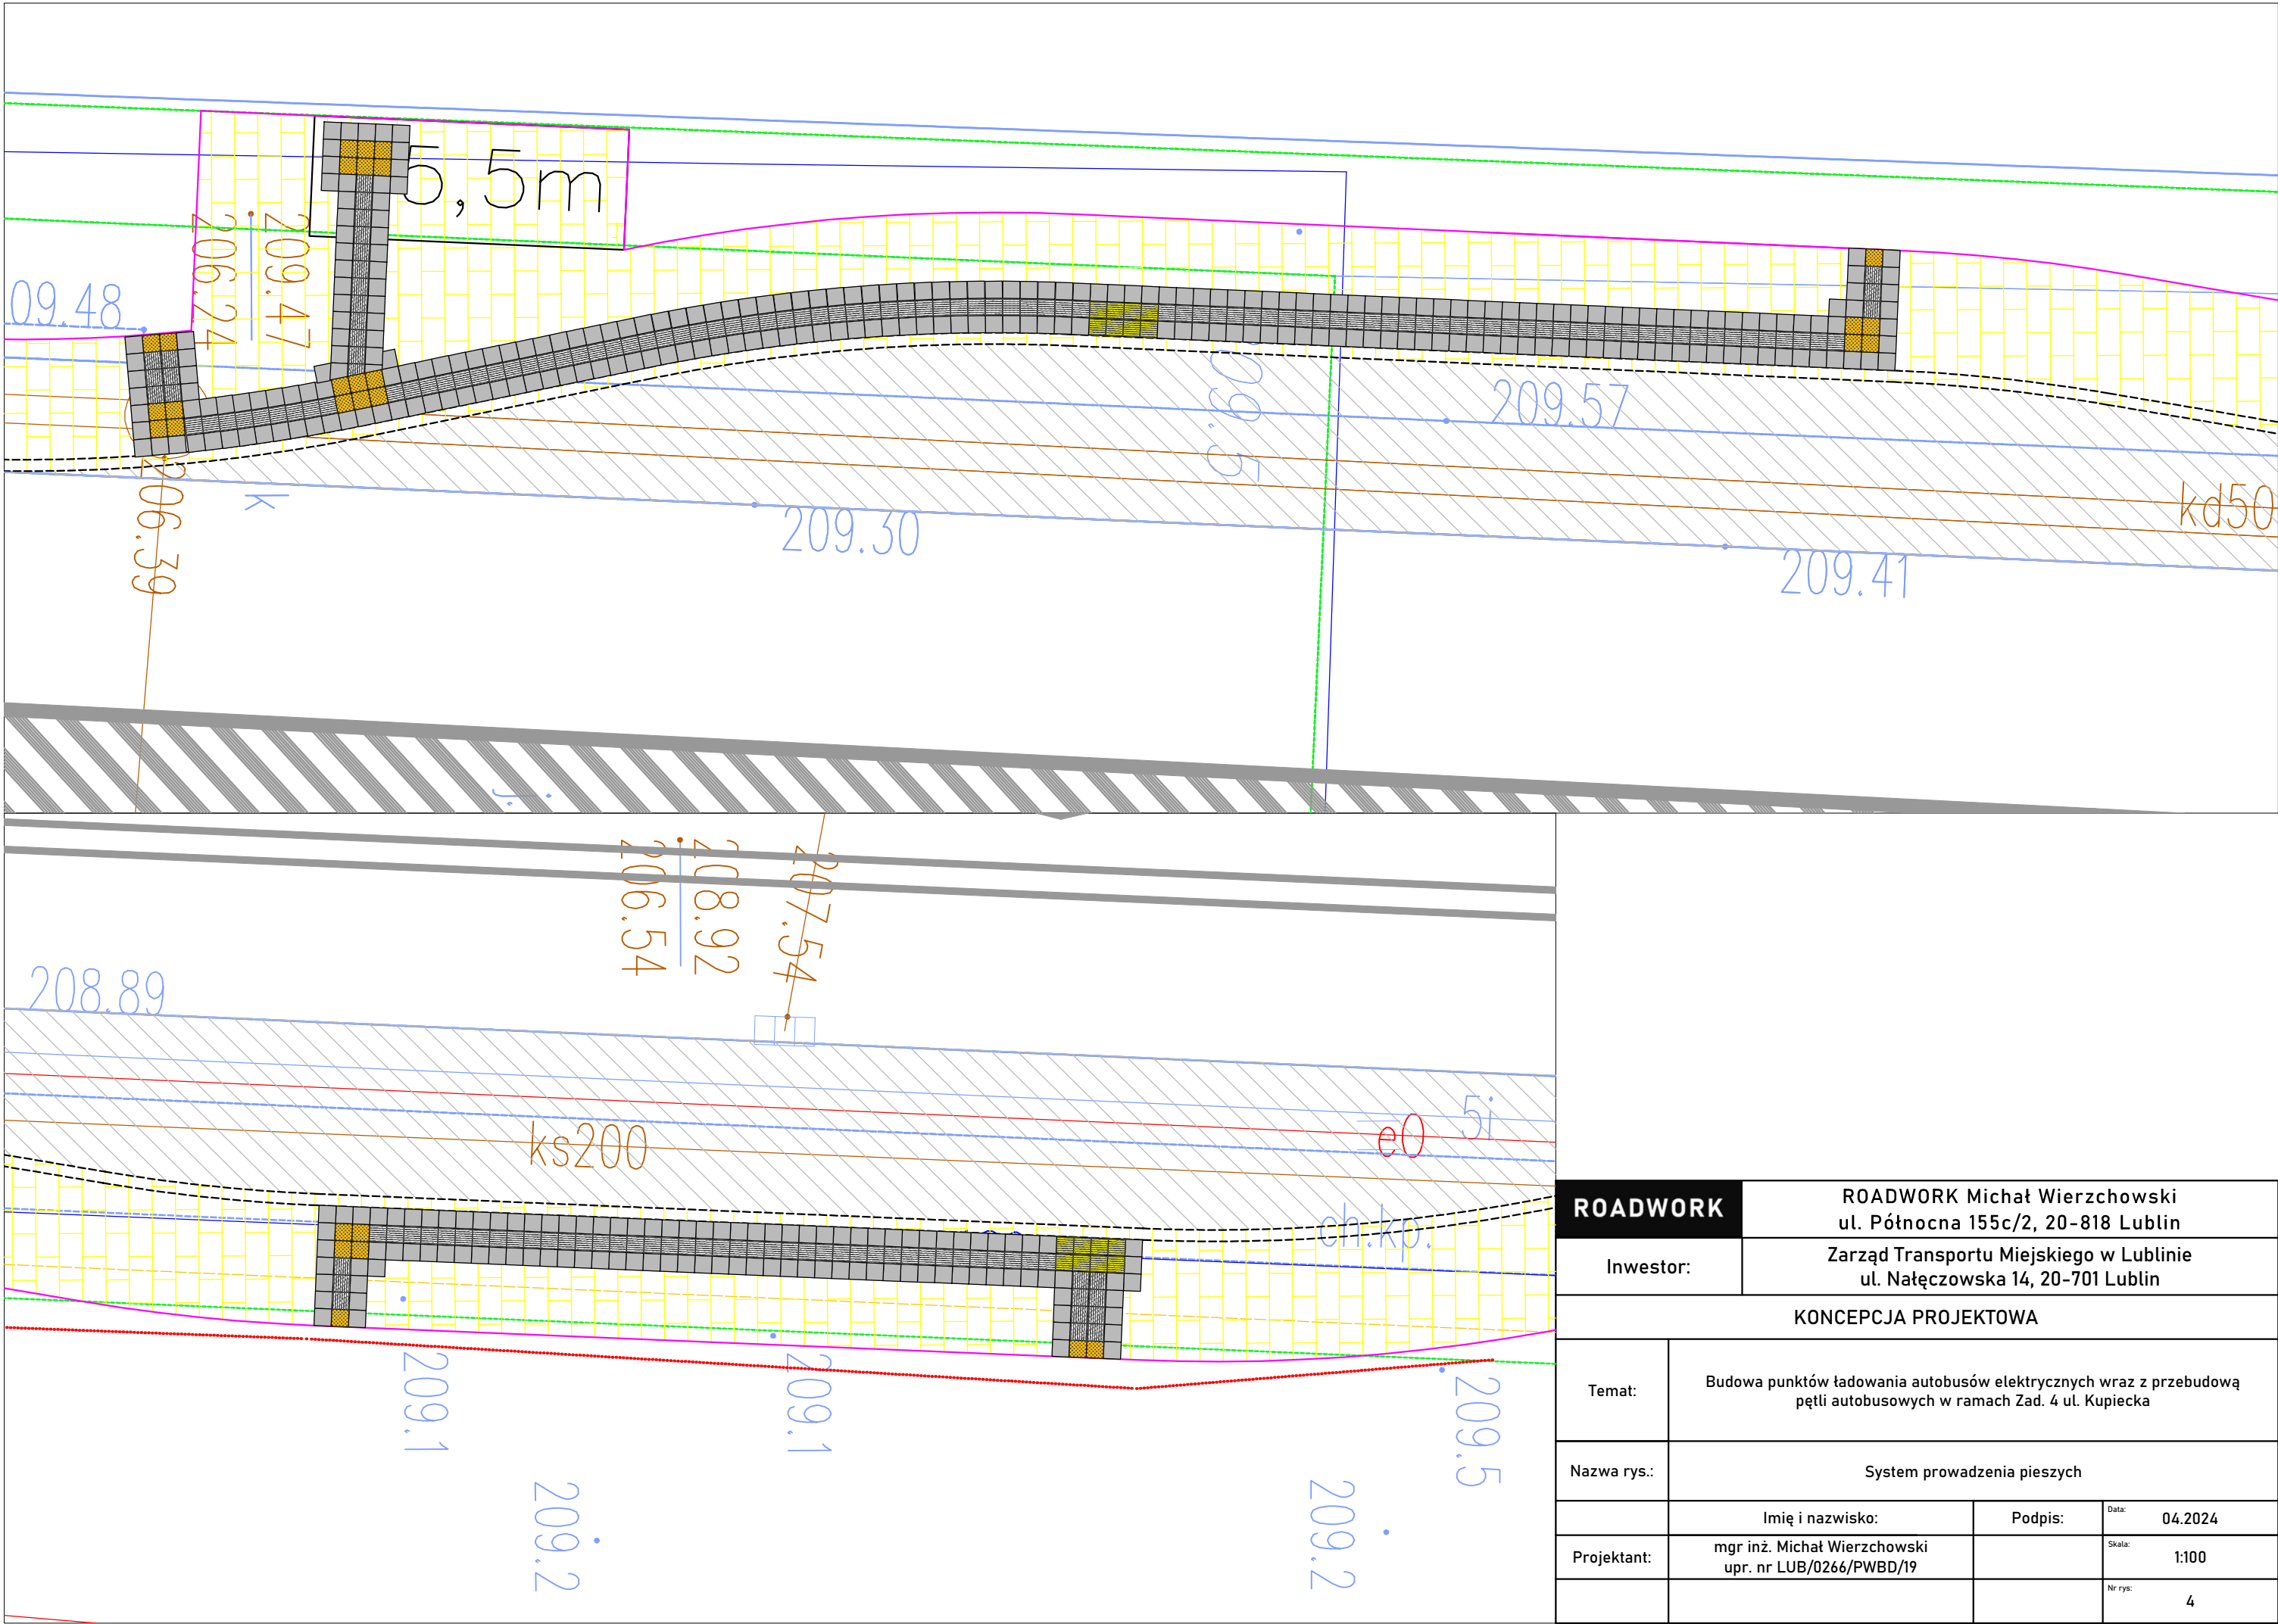 5,5m
209.47
206.24
09.48
209.57
09.5
kd50
k
206.39
209.30
209.41
j.
208.92
206.54
207.54
208.89
5i
e0
ks200
ch.kp.
209.1
209.1
209.5
209.2
209.2
ROADWORK
ROADWORK Michał Wierzchowski
ul. Północna 155c/2, 20-818 Lublin
Inwestor:
Zarząd Transportu Miejskiego w Lublinie
ul. Nałęczowska 14, 20-701 Lublin
KONCEPCJA PROJEKTOWA
Temat:
Budowa punktów ładowania autobusów elektrycznych wraz z przebudową
pętli autobusowych w ramach Zad. 4 ul. Kupiecka
Nazwa rys.:
System prowadzenia pieszych
Imię i nazwisko:
Podpis:
Data:
04.2024
Projektant:
mgr inż. Michał Wierzchowski
upr. nr LUB/0266/PWBD/19
Skala:
1:100
Nr rys:
4